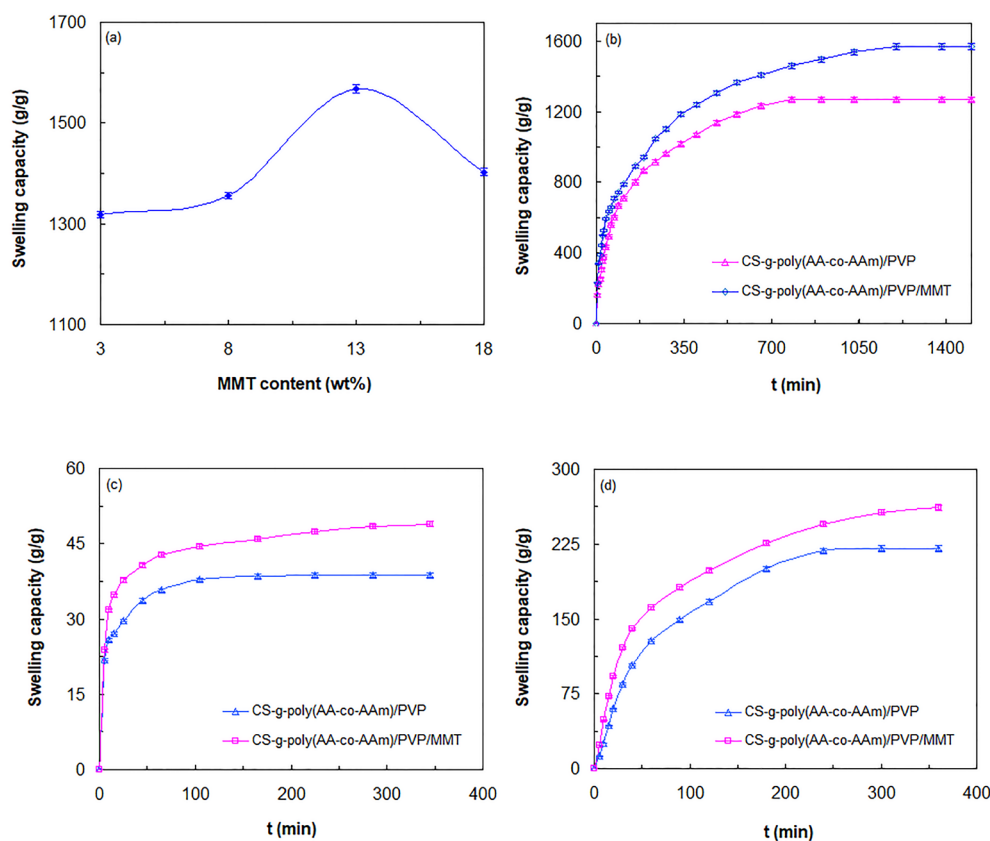 (a)
Swelling capacity (g/g)
1700
1500
1300
1100
3 8 13 18
MMT content (wt%)
(b)
Swelling capacity (g/g)
1600
1200
800
400
0
CS-g-poly(AA-co-AAm)/PVP
CS-g-poly(AA-co-AAm)/PVP/MMT
0 350 700 1050 1400
t (min)
(c)
Swelling capacity (g/g)
60
45
30
15
0
CS-g-poly(AA-co-AAm)/PVP
CS-g-poly(AA-co-AAm)/PVP/MMT
0 100 200 300 400
t (min)
(d)
Swelling capacity (g/g)
300
225
150
75
0
CS-g-poly(AA-co-AAm)/PVP
CS-g-poly(AA-co-AAm)/PVP/MMT
0 100 200 300 400
t (min)